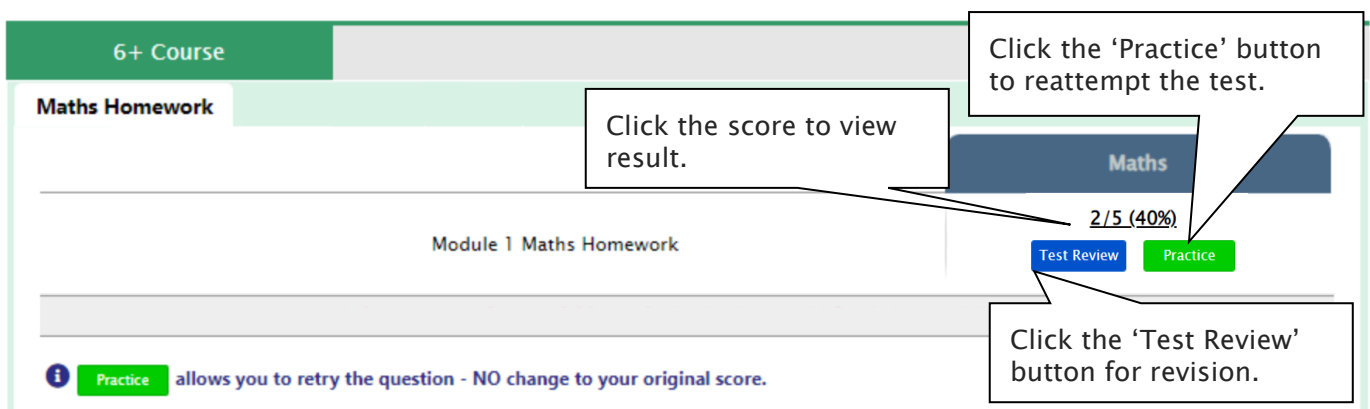 6+ Course
Click the ‘Practice’ button
to reattempt the test.
Maths Homework
Click the score to view
result.
Maths
2/5 (40%)
Module 1 Maths Homework
Test Review
Practice
Click the ‘Test Review’
button for revision.
Practice allows you to retry the question - NO change to your original score.